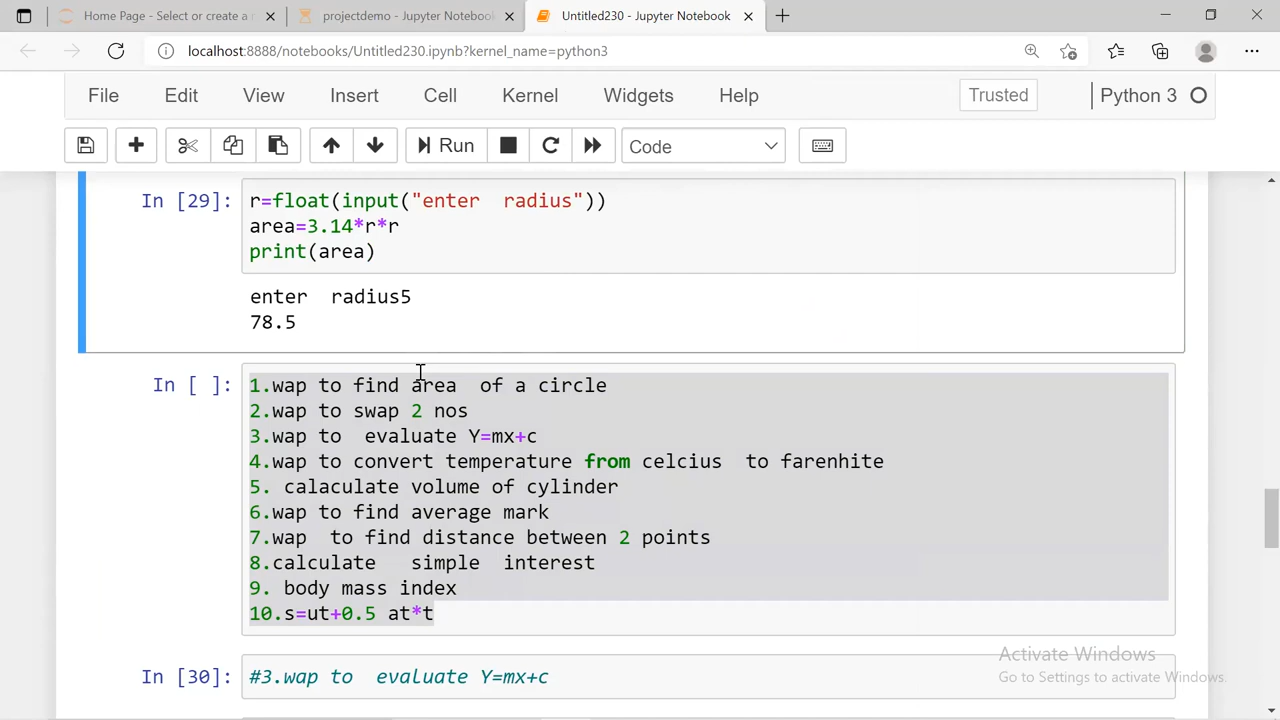 Home Page - Select or create a n
projectdemo - Jupyter Notebook
Untitled230 - Jupyter Notebook
localhost:8888/notebooks/Untitled230.ipynb?kernel_name=python3
File Edit View Insert Cell Kernel Widgets Help Trusted Python 3
Run Code
In [29]: r=float(input("enter  radius"))
area=3.14*r*r
print(area)
enter  radius5
78.5
In [ ]: 1.wap to find area  of a circle
2.wap to swap 2 nos
3.wap to  evaluate Y=mx+c
4.wap to convert temperature from celcius  to farenhite
5. calaculate volume of cylinder
6.wap to find average mark
7.wap  to find distance between 2 points
8.calculate   simple  interest
9. body mass index
10.s=ut+0.5 at*t
Activate Windows
In [30]: #3.wap to  evaluate Y=mx+c
Go to Settings to activate Windows.